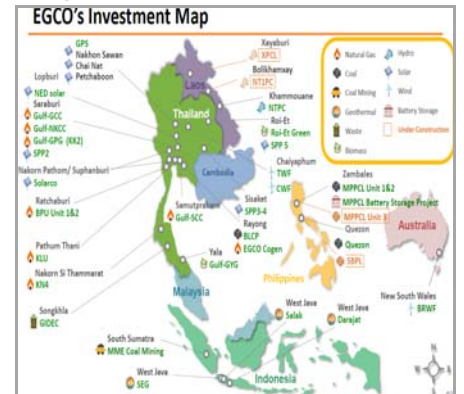 EGCO's Investment Map
GPS
Nakhon Sawan
Chai Nat
Petchaboon
Lopburi
NED solar
Saraburi
Gulf-GCC
Gulf-NKCC
Gulf-GPG (KK2)
SPP2
Nakorn Pathom/ Suphanburi
Solarco
Ratchaburi
BPU Unit 1&2
Pathum Thani
KLU
Nakorn Si Thammarat
KN4
Songkhla
GIDEC
Xayaburi
XPCL
Bolikhamxay
NT1PC
Khammouane
NTPC
Roi-Et
Roi-Et Green
SPP 5
Chaiyaphum
TWF
CWF
Sisaket
SPP3-4
Rayong
BLCP
EGCO Cogen
Samutprakarn
Gulf-SCC
Yala
Gulf-GYG
Laos
Thailand
Cambodia
Malaysia
Philippines
Indonesia
Australia
Zambales
MPPCL Unit 1&2
MPPCL Battery Storage Project
MPPCL Unit 3
Quezon
Quezon
SBPL
New South Wales
BRWF
South Sumatra
MME Coal Mining
West Java
SEG
West Java
Salak
West Java
Darajat
Natural Gas
Coal
Coal Mining
Geothermal
Waste
Biomass
Hydro
Solar
Wind
Battery Storage
Under Construction